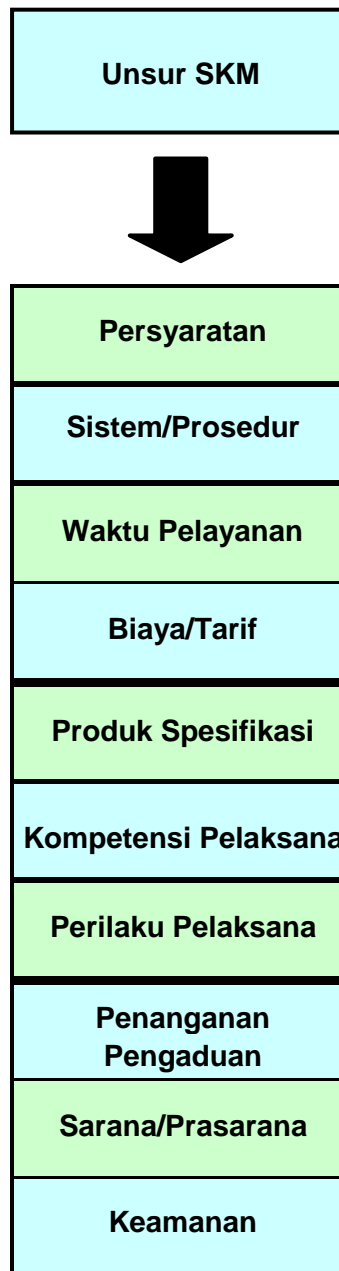 Unsur SKM
Persyaratan
Sistem/Prosedur
Waktu Pelayanan
Biaya/Tarif
Produk Spesifikasi
Kompetensi Pelaksana
Perilaku Pelaksana
Penanganan
Pengaduan
Sarana/Prasarana
Keamanan